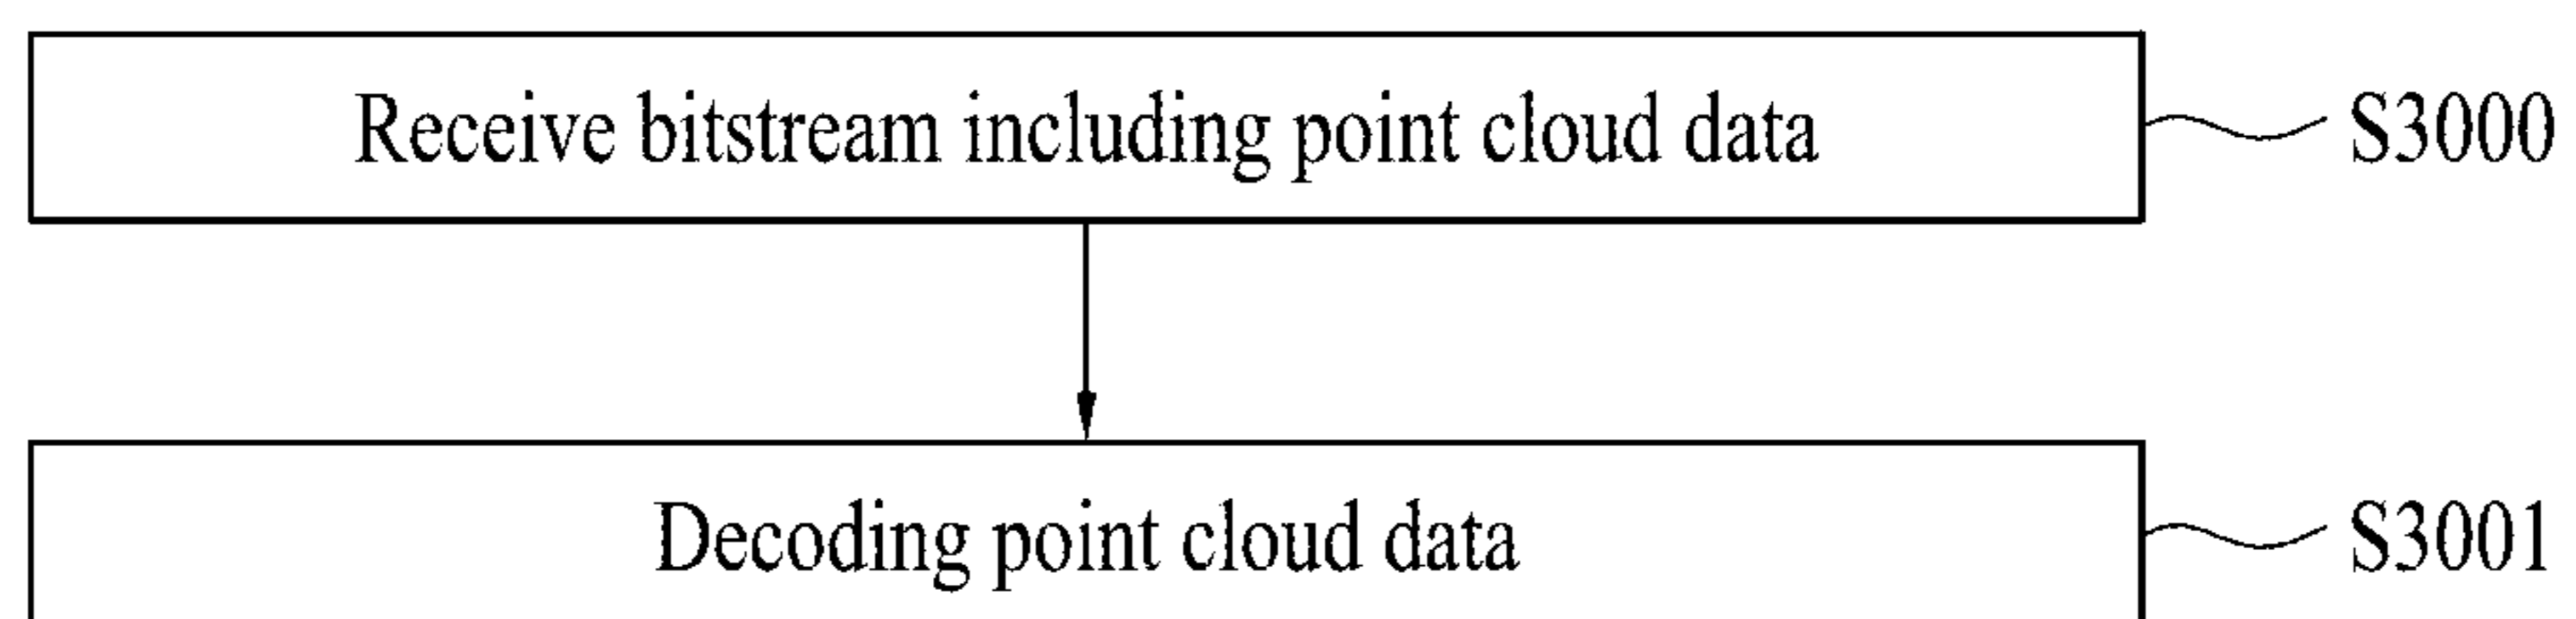 Receive bitstream including point cloud data S3000
Decoding point cloud data S3001